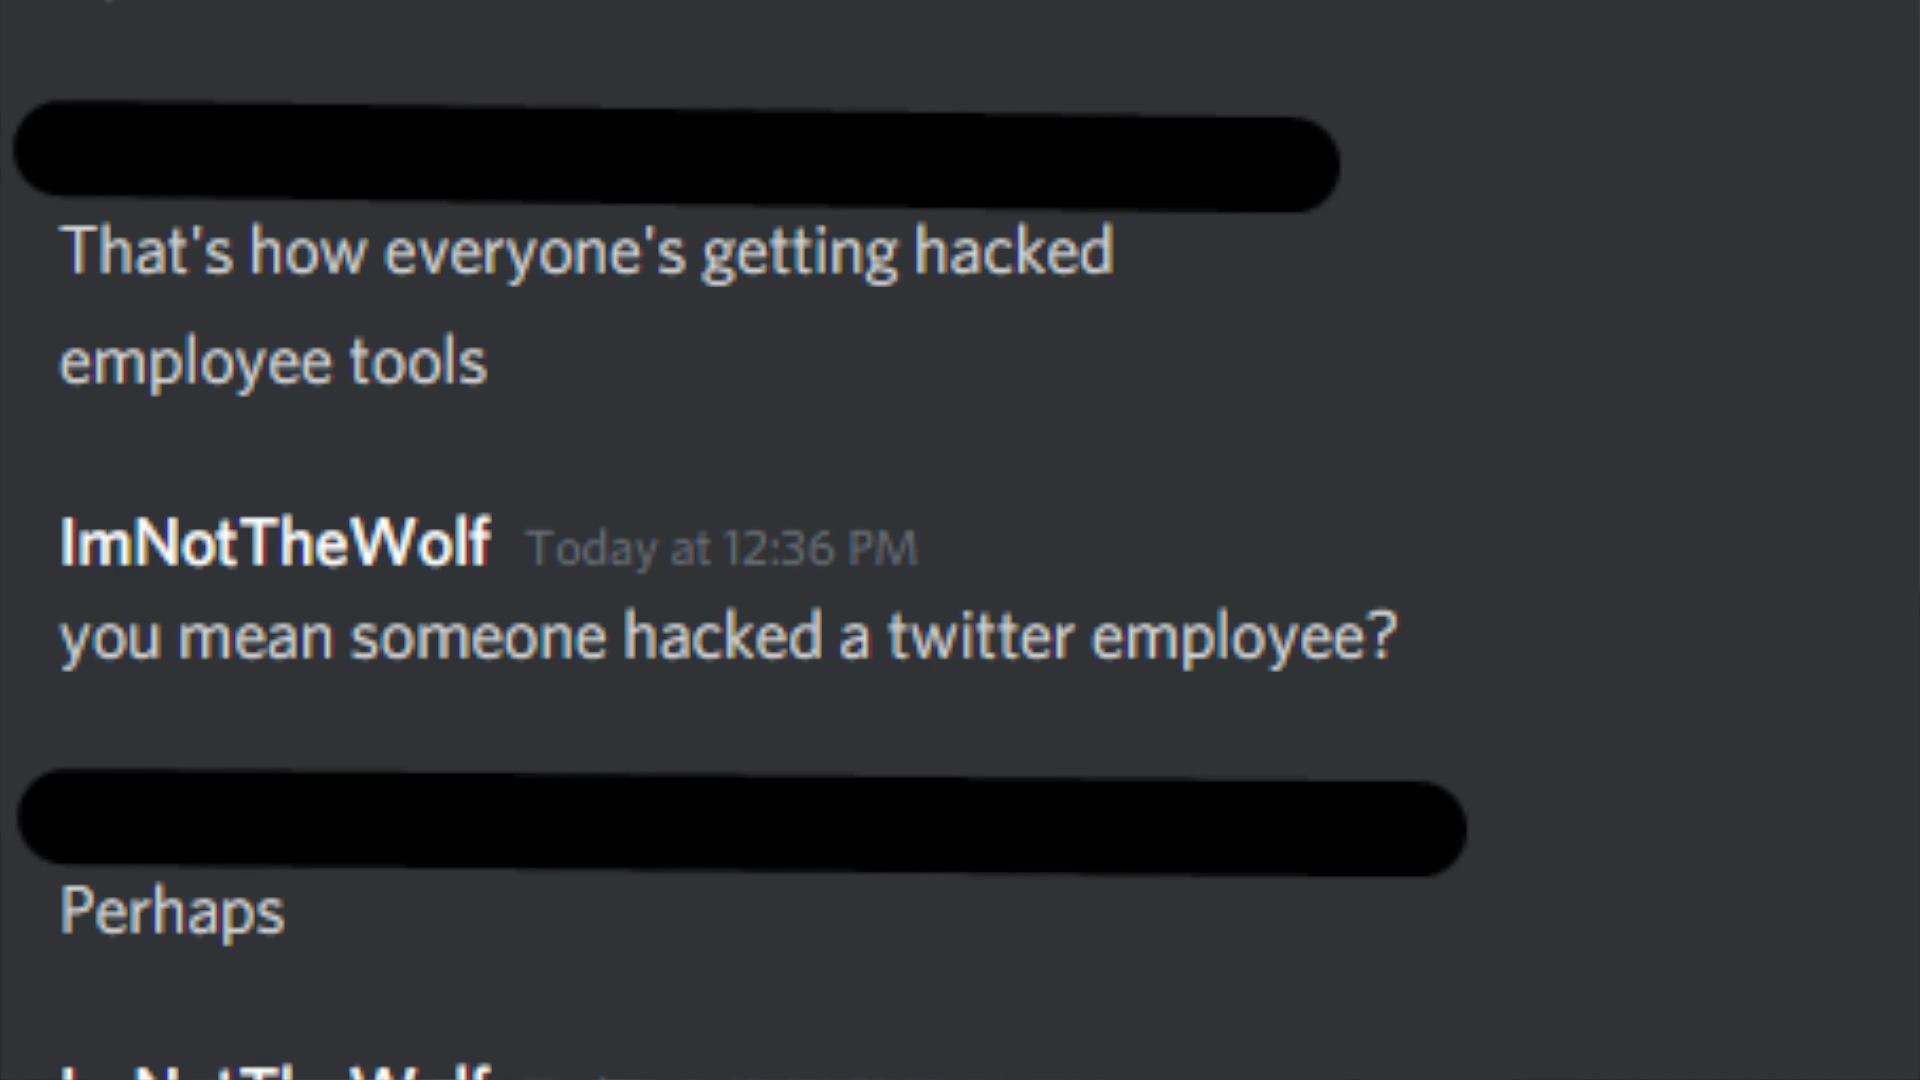 That's how everyone's getting hacked
employee tools
ImNotTheWolf Today at 12:36 PM
you mean someone hacked a twitter employee?
Perhaps
ImNotTheWolf